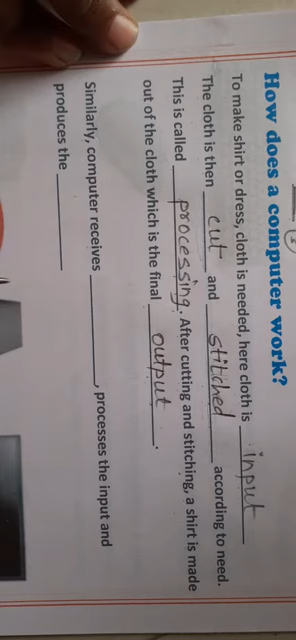 How does a computer work?
To make shirt or dress, cloth is needed, here cloth is input
The cloth is then cut and stitched according to need.
This is called processing. After cutting and stitching, a shirt is made
out of the cloth which is the final output.
Similarly, computer receives ________, processes the input and
produces the ________